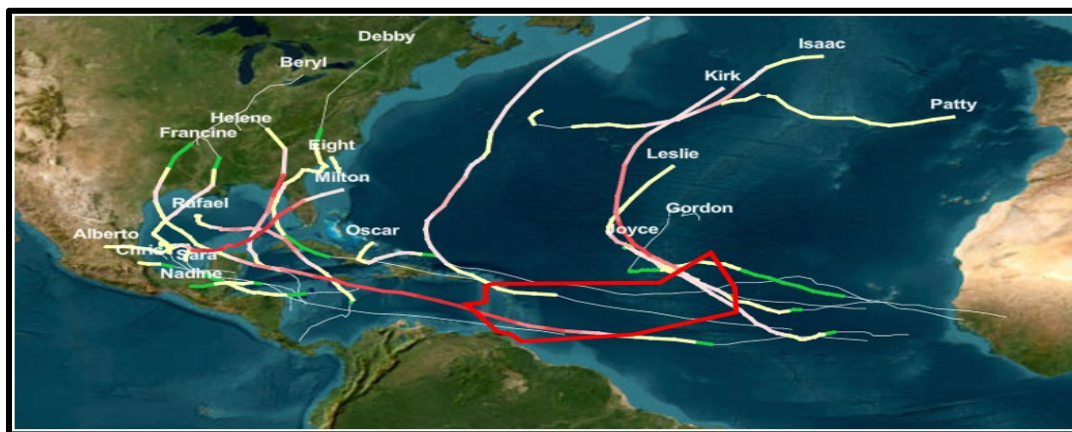 Debby
Isaac
Beryl
Kirk
Patty
Helene
Francine
Eight
Leslie
Milton
Rafael
Gordon
Joyce
Oscar
Alberto
Chris
Sara
Nadine